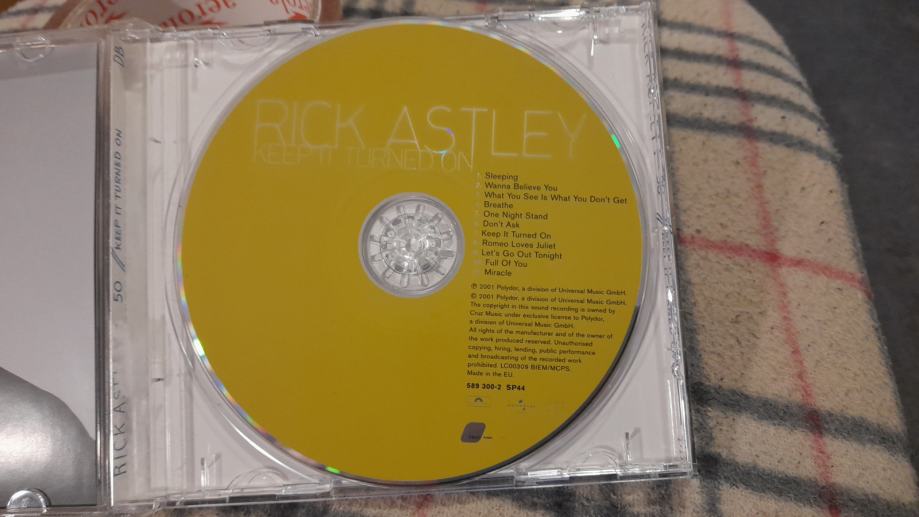 RICK ASTLEY
KEEP IT TURNED ON
Sleeping
Wanna Believe You
What You See Is What You Don't Get
Breathe
One Night Stand
Don't Ask
Keep It Turned On
Romeo Loves Juliet
Let's Go Out Tonight
Full Of You
Miracle
℗ 2001 Polydor, a division of Universal Music GmbH.
© 2001 Polydor, a division of Universal Music GmbH.
The copyright in this sound recording is owned by
Cruz Music under exclusive license to Polydor,
a division of Universal Music GmbH.
All rights of the manufacturer and of the owner of
the work produced reserved. Unauthorised
copying, hiring, lending, public performance
and broadcasting of the recorded work
prohibited. LC00309 BIEM/MCPS.
Made in the EU.
589 300-2 SP44
RICK AST 50 // KEEP IT TURNED ON DB